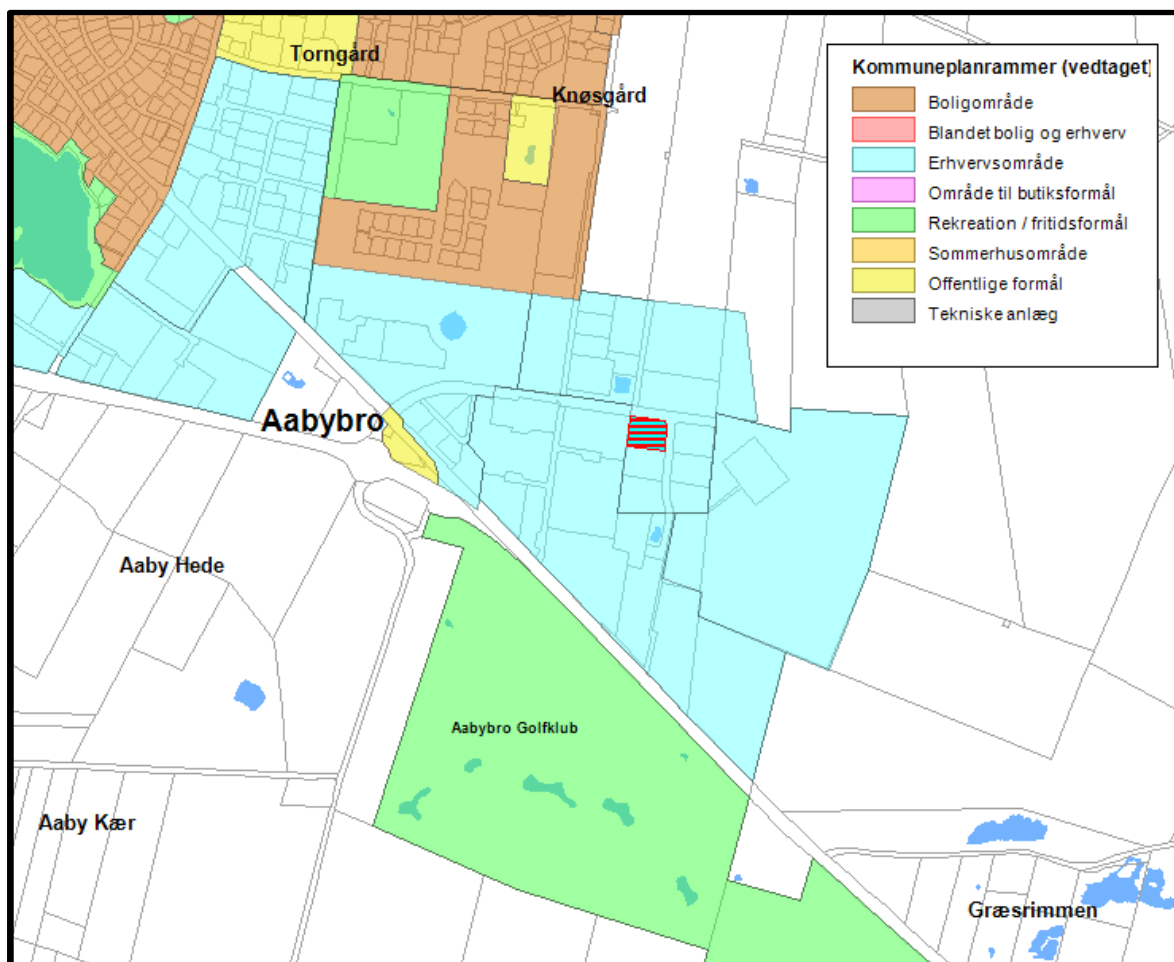 Torngård
Knøsgård
Kommuneplanrammer (vedtaget)
Boligområde
Blandet bolig og erhverv
Erhvervsområde
Område til butiksformål
Rekreation / fritidsformål
Sommerhusområde
Offentlige formål
Tekniske anlæg
Aabybro
Aaby Hede
Aabybro Golfklub
Aaby Kær
Græsrimmen